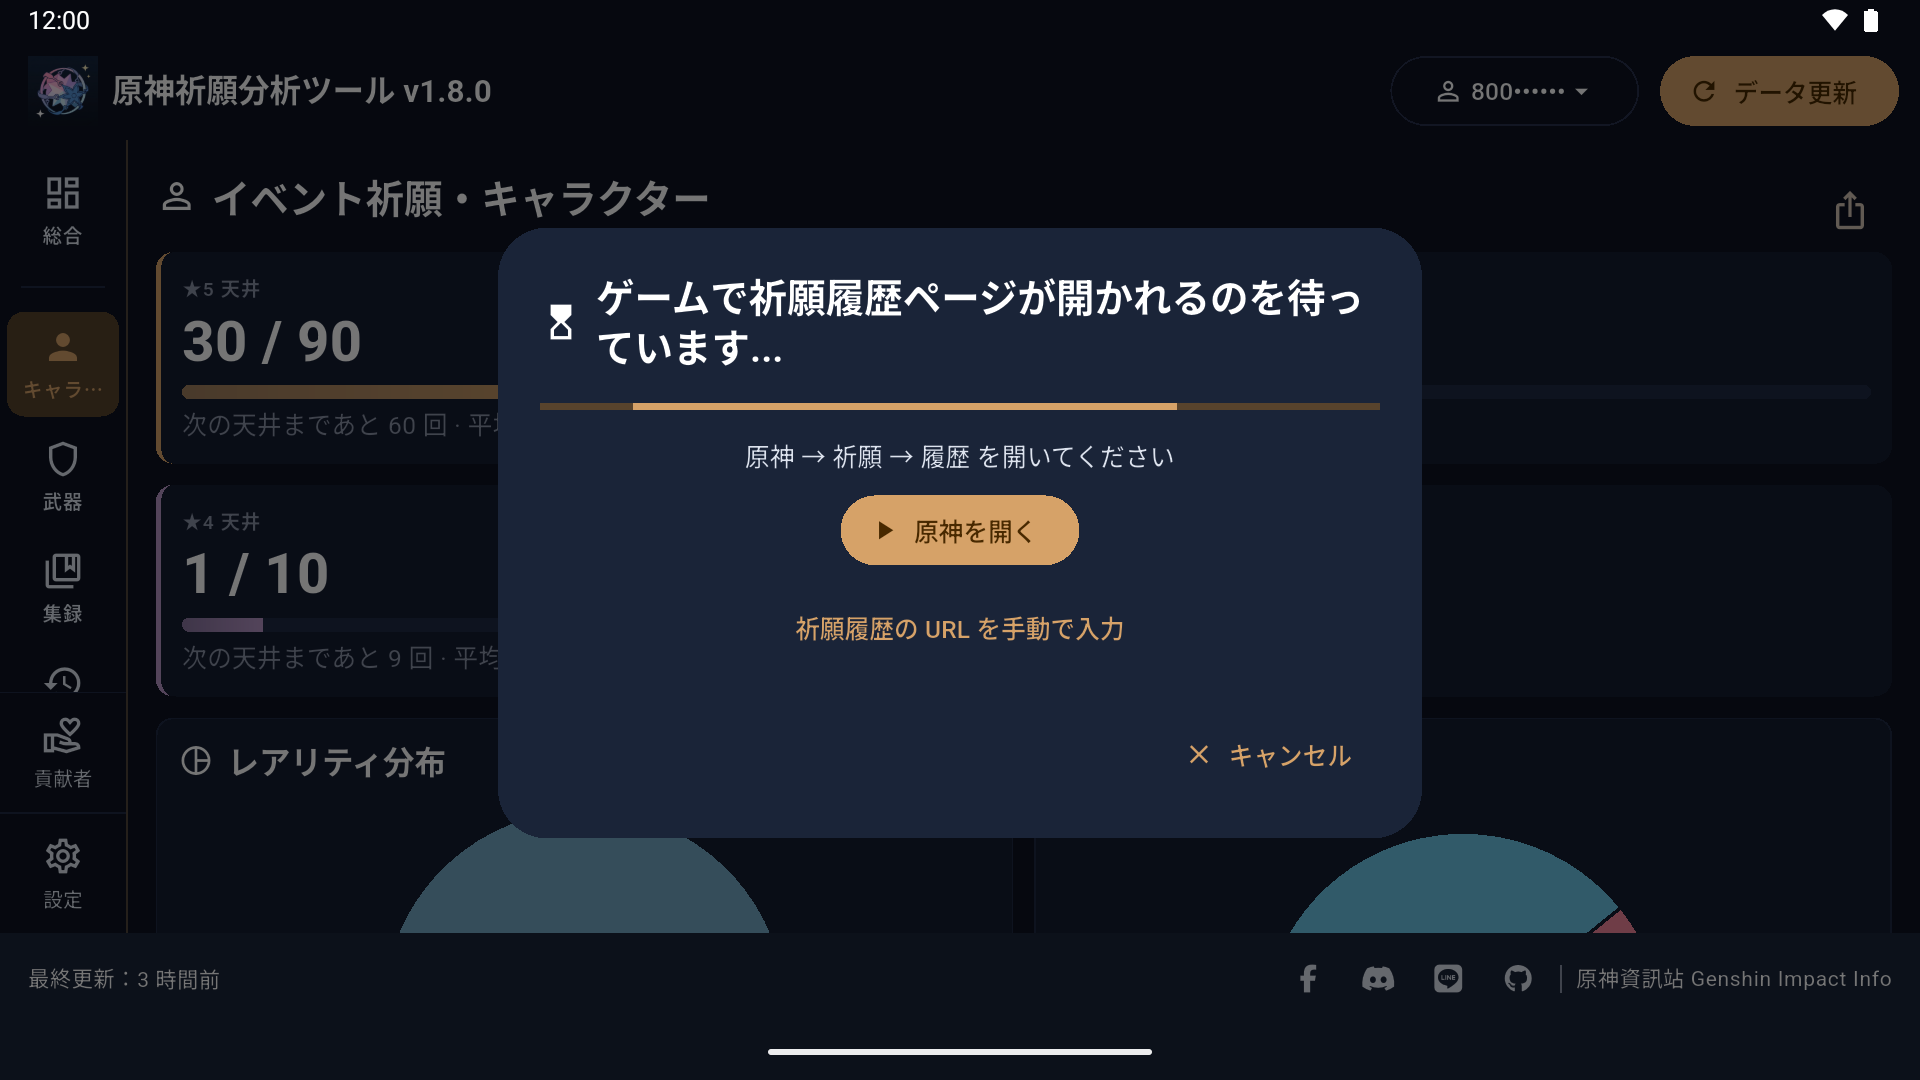 12:00
原神祈願分析ツール v1.8.0
800••••••
データ更新
総合
キャラ…
武器
集録
貢献者
設定
イベント祈願・キャラクター
★5 天井
30 / 90
次の天井まであと 60 回 · 平
★4 天井
1 / 10
次の天井まであと 9 回 · 平均
レアリティ分布
ゲームで祈願履歴ページが開かれるのを待っ
ています...
原神 → 祈願 → 履歴 を開いてください
原神を開く
祈願履歴の URL を手動で入力
キャンセル
最終更新：3 時間前
LINE
原神資訊站 Genshin Impact Info